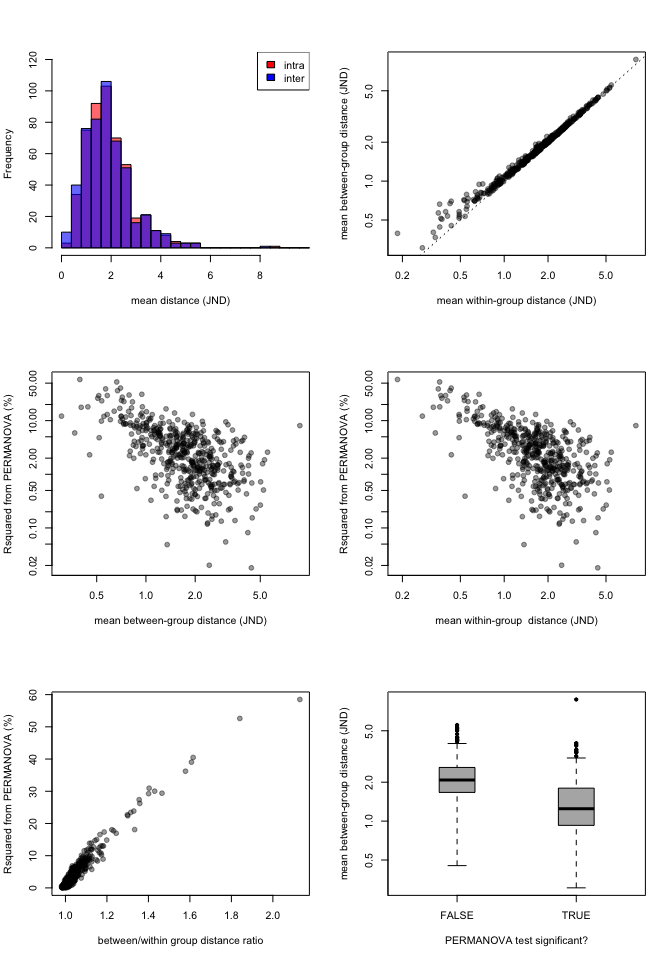 intra
inter
Frequency
0 20 40 60 80 100 120
0 2 4 6 8
mean distance (JND)
mean between-group distance (JND)
0.5 1.0 2.0 5.0
0.2 0.5 1.0 2.0 5.0
mean within-group distance (JND)
Rsquared from PERMANOVA (%)
0.02 0.10 0.50 2.00 10.00 50.00
0.5 1.0 2.0 5.0
mean between-group distance (JND)
Rsquared from PERMANOVA (%)
0.02 0.10 0.50 2.00 10.00 50.00
0.2 0.5 1.0 2.0 5.0
mean within-group distance (JND)
Rsquared from PERMANOVA (%)
0 10 20 30 40 50 60
1.0 1.2 1.4 1.6 1.8 2.0
between/within group distance ratio
mean between-group distance (JND)
0.5 1.0 2.0 5.0
FALSE TRUE
PERMANOVA test significant?